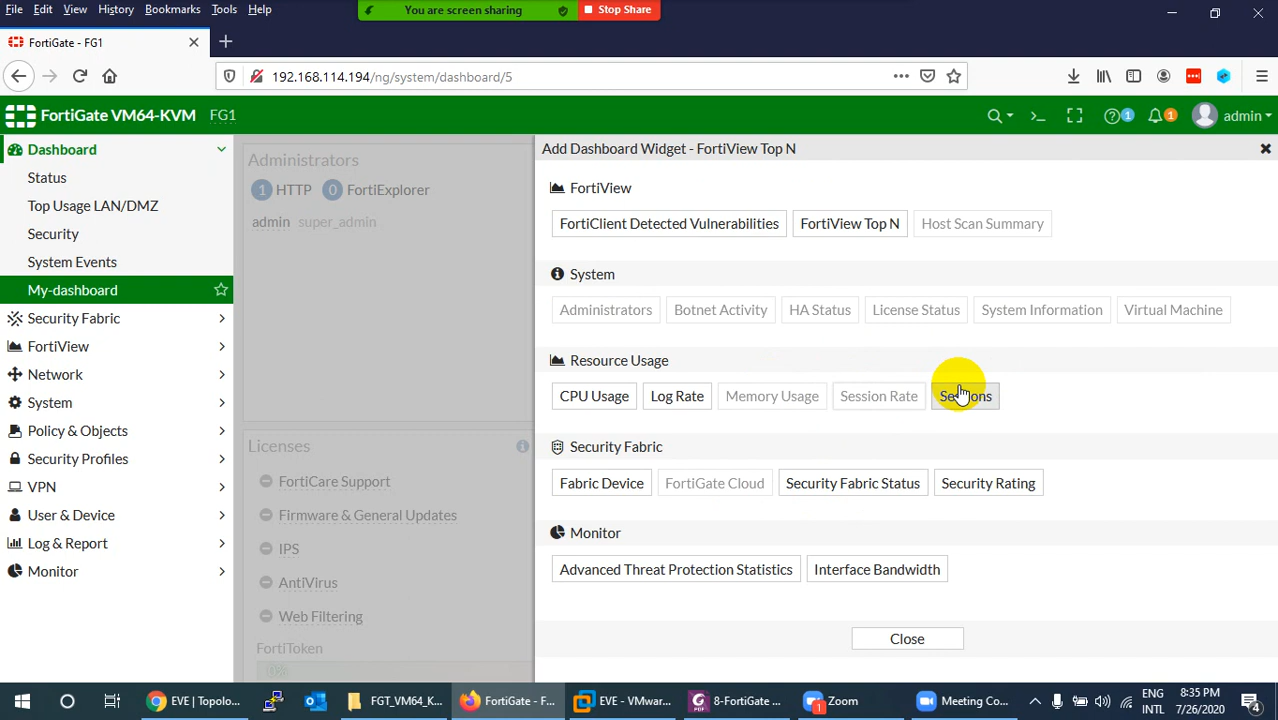 File Edit View History Bookmarks Tools Help
You are screen sharing
Stop Share
FortiGate - FG1
192.168.114.194/ng/system/dashboard/5
FortiGate VM64-KVM FG1
1
1
admin
Dashboard
Status
Top Usage LAN/DMZ
Security
System Events
My-dashboard
Security Fabric
FortiView
Network
System
Policy & Objects
Security Profiles
VPN
User & Device
Log & Report
Monitor
Administrators
1 HTTP 0 FortiExplorer
admin super_admin
Licenses
FortiCare Support
Firmware & General Updates
IPS
AntiVirus
Web Filtering
FortiToken
0%
Add Dashboard Widget - FortiView Top N
FortiView
FortiClient Detected Vulnerabilities FortiView Top N Host Scan Summary
System
Administrators Botnet Activity HA Status License Status System Information Virtual Machine
Resource Usage
CPU Usage Log Rate Memory Usage Session Rate Sessions
Security Fabric
Fabric Device FortiGate Cloud Security Fabric Status Security Rating
Monitor
Advanced Threat Protection Statistics Interface Bandwidth
Close
EVE | Topolo...
FGT_VM64_K...
FortiGate - F...
EVE - VMwar...
8-FortiGate ...
Zoom
1
Meeting Co...
ENG
INTL
8:35 PM
7/26/2020
4